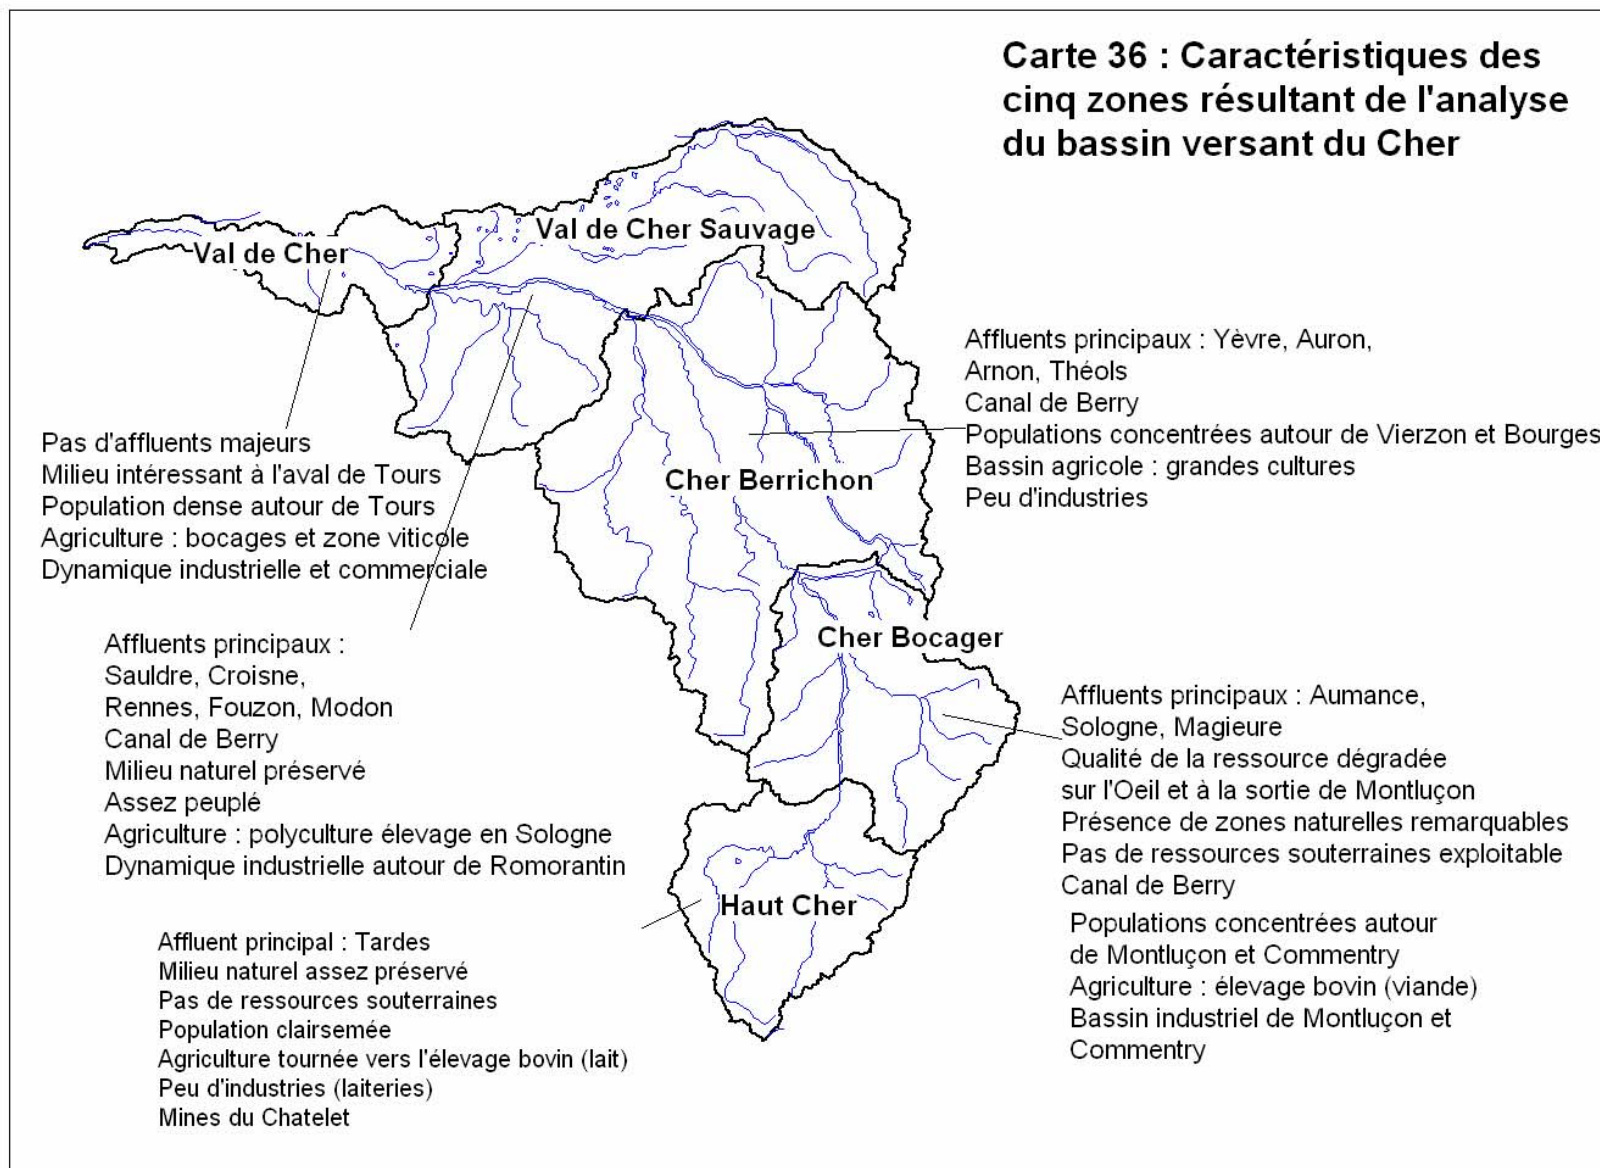 Carte 36 : Caractéristiques des
cinq zones résultant de l'analyse
du bassin versant du Cher
Val de Cher
Val de Cher Sauvage
Cher Berrichon
Cher Bocager
Haut Cher
Affluents principaux : Yèvre, Auron,
Arnon, Théols
Canal de Berry
Populations concentrées autour de Vierzon et Bourges
Bassin agricole : grandes cultures
Peu d'industries
Pas d'affluents majeurs
Milieu intéressant à l'aval de Tours
Population dense autour de Tours
Agriculture : bocages et zone viticole
Dynamique industrielle et commerciale
Affluents principaux :
Sauldre, Croisne,
Rennes, Fouzon, Modon
Canal de Berry
Milieu naturel préservé
Assez peuplé
Agriculture : polyculture élevage en Sologne
Dynamique industrielle autour de Romorantin
Affluents principaux : Aumance,
Sologne, Magieure
Qualité de la ressource dégradée
sur l'Oeil et à la sortie de Montluçon
Présence de zones naturelles remarquables
Pas de ressources souterraines exploitable
Canal de Berry
Populations concentrées autour
de Montluçon et Commentry
Agriculture : élevage bovin (viande)
Bassin industriel de Montluçon et
Commentry
Affluent principal : Tardes
Milieu naturel assez préservé
Pas de ressources souterraines
Population clairsemée
Agriculture tournée vers l'élevage bovin (lait)
Peu d'industries (laiteries)
Mines du Chatelet